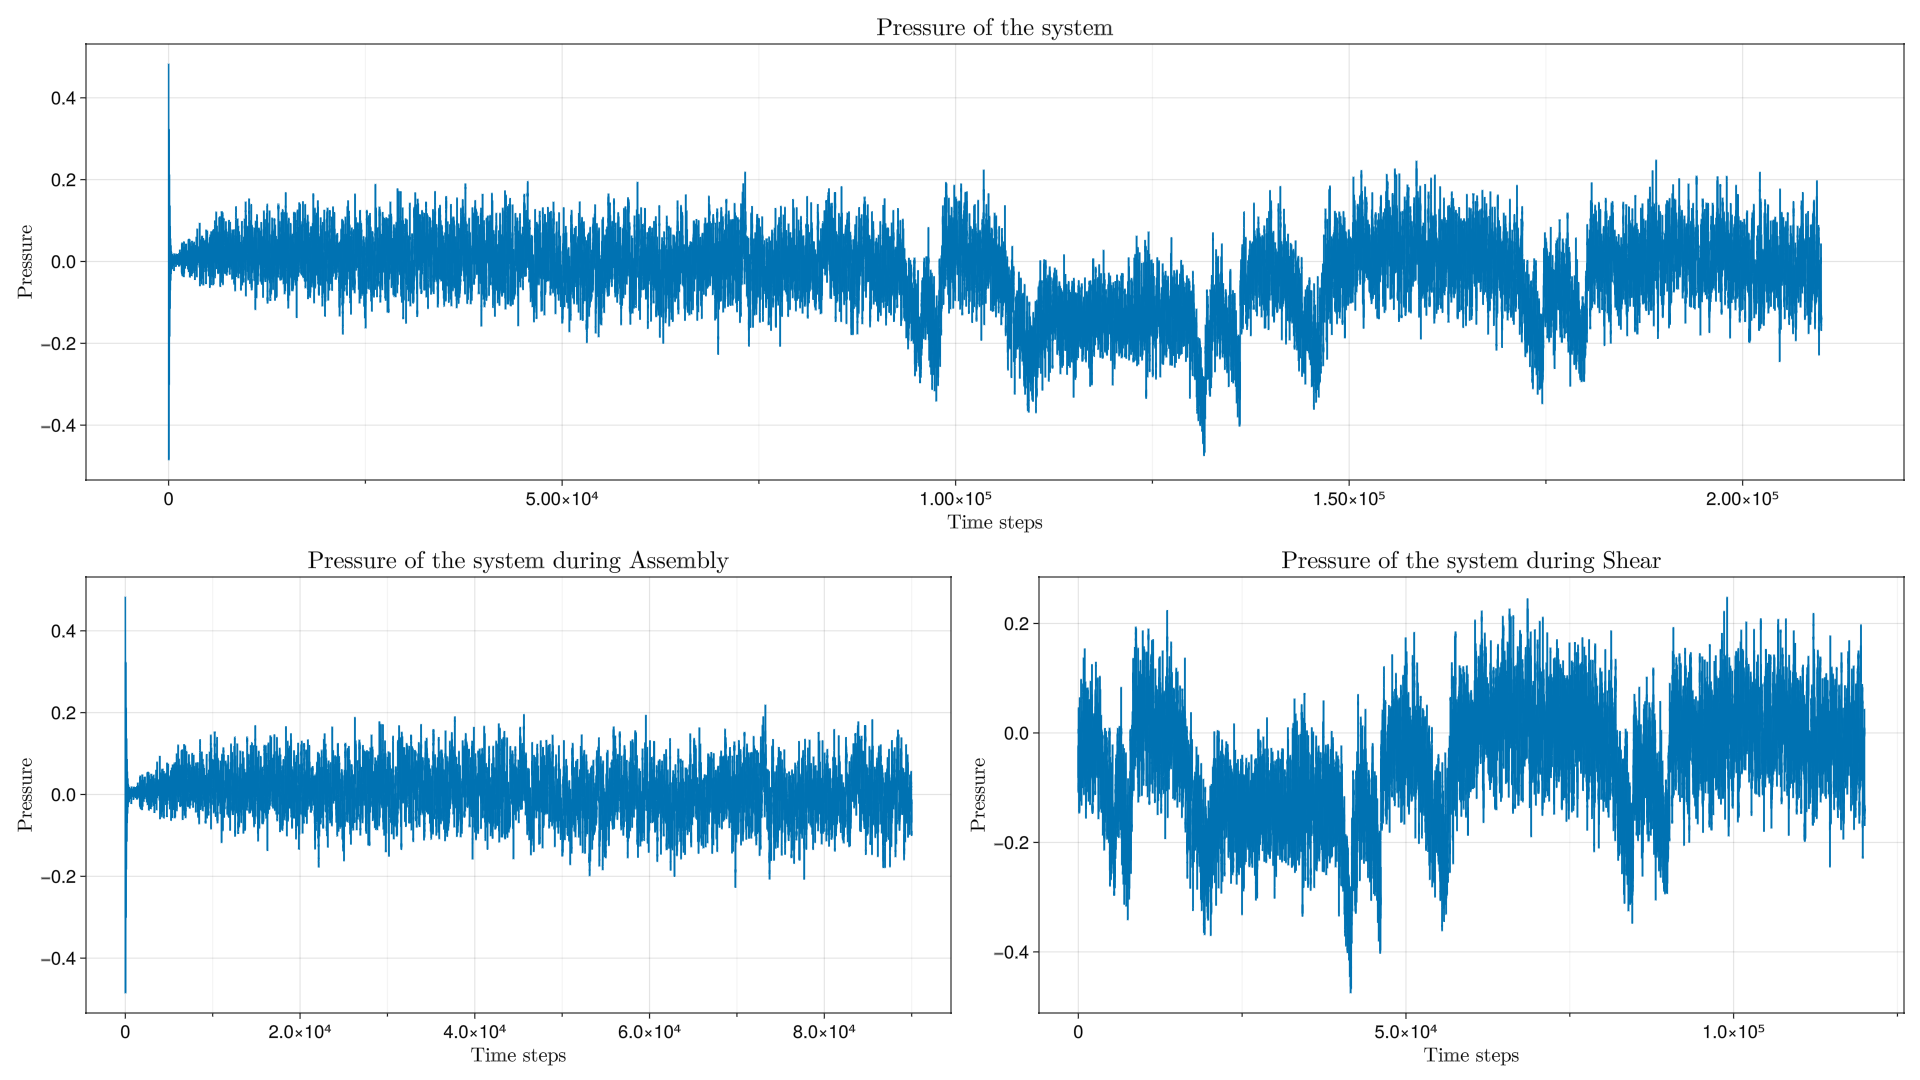 Pressure of the system
Pressure
0.4
0.2
0.0
−0.2
−0.4
0 5.00×10⁴ 1.00×10⁵ 1.50×10⁵ 2.00×10⁵
Time steps
Pressure of the system during Assembly
Pressure
0.4
0.2
0.0
−0.2
−0.4
0 2.0×10⁴ 4.0×10⁴ 6.0×10⁴ 8.0×10⁴
Time steps
Pressure of the system during Shear
Pressure
0.2
0.0
−0.2
−0.4
0 5.0×10⁴ 1.0×10⁵
Time steps